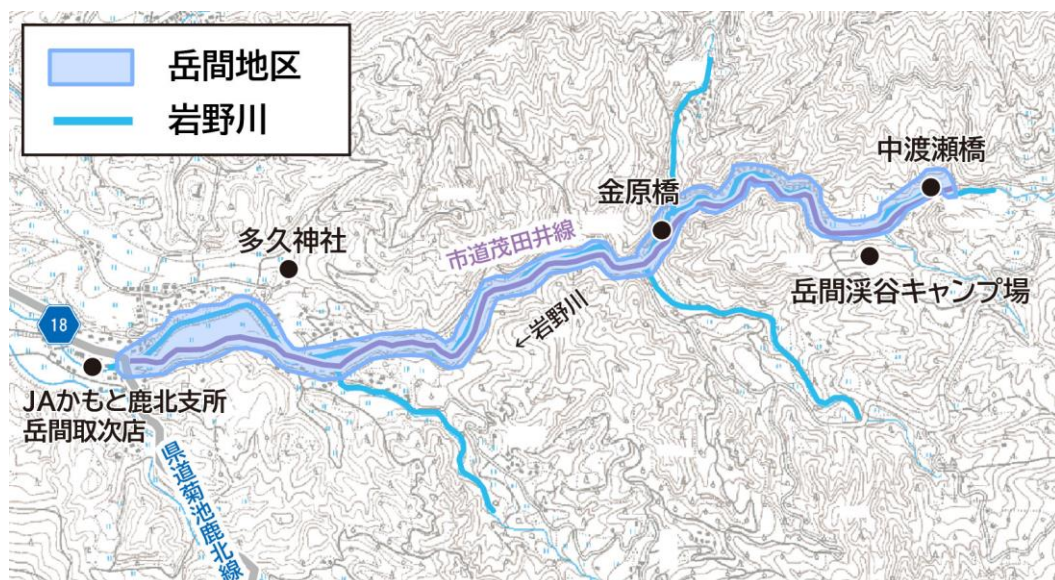 岳間地区
岩野川
中渡瀬橋
金原橋
多久神社
市道茂田井線
岳間渓谷キャンプ場
←岩野川
18
JAかもと鹿北支所
岳間取次店
県道菊池鹿北線